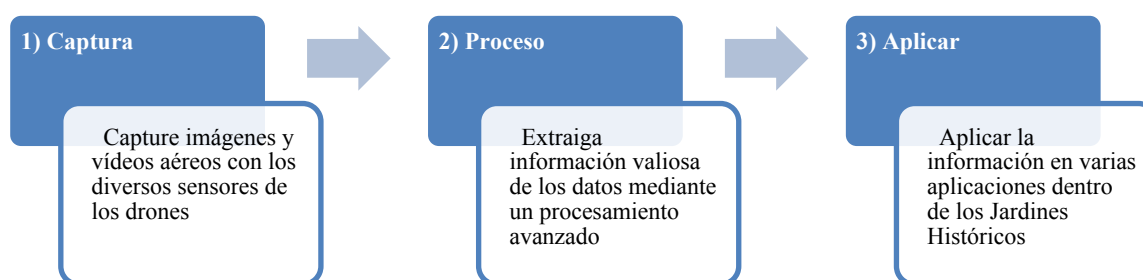 1) Captura
Capture imágenes y
vídeos aéreos con los
diversos sensores de
los drones
2) Proceso
Extraiga
información valiosa
de los datos mediante
un procesamiento
avanzado
3) Aplicar
Aplicar la
información en varias
aplicaciones dentro
de los Jardines
Históricos